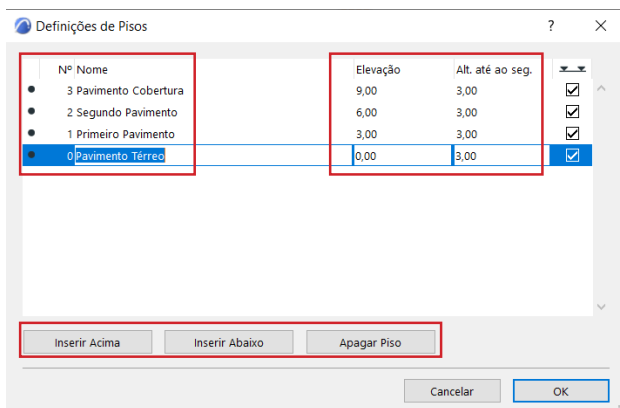 Definições de Pisos ?
Nº Nome Elevação Alt. até ao seg.
3 Pavimento Cobertura 9,00 3,00
2 Segundo Pavimento 6,00 3,00
1 Primeiro Pavimento 3,00 3,00
0 Pavimento Térreo 0,00 3,00
Inserir Acima Inserir Abaixo Apagar Piso
Cancelar OK